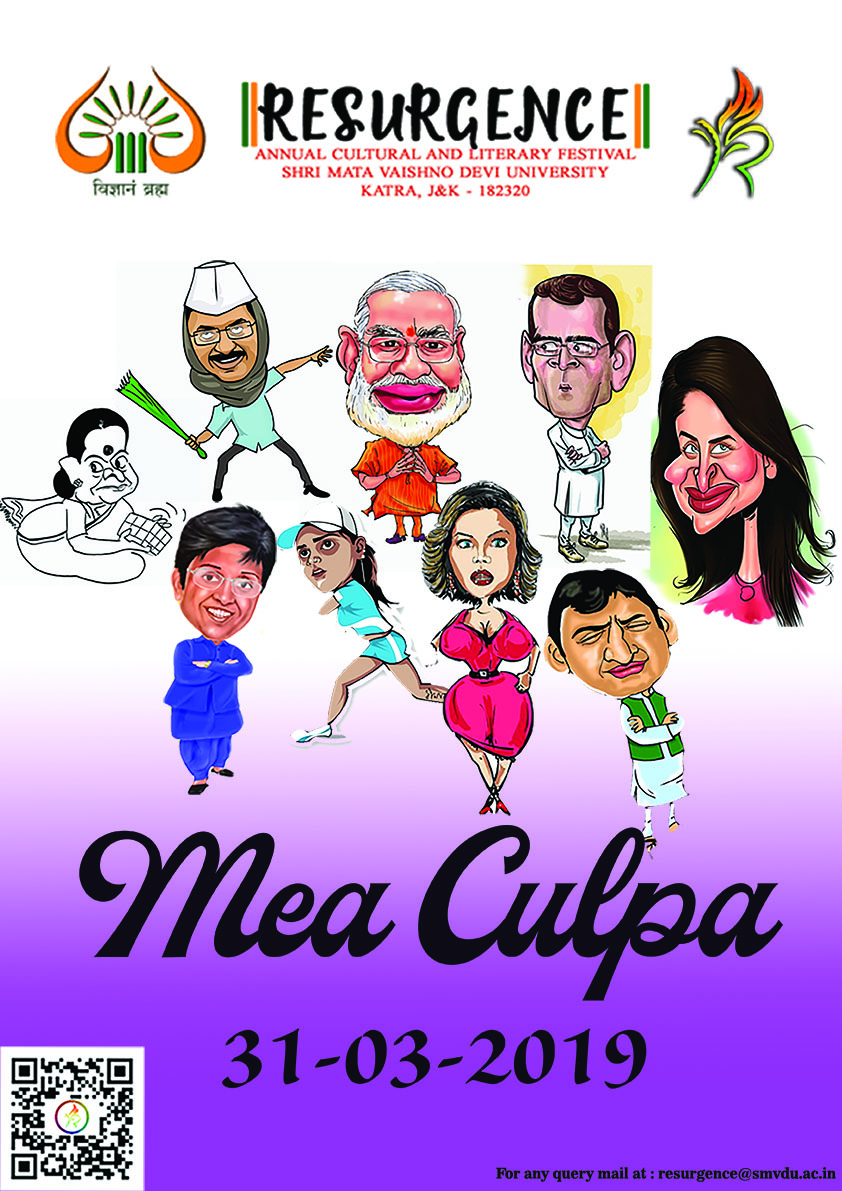 विज्ञानं ब्रह्म
RESURGENCE
ANNUAL CULTURAL AND LITERARY FESTIVAL
SHRI MATA VAISHNO DEVI UNIVERSITY
KATRA, J&K - 182320
Mea Culpa
31-03-2019
For any query mail at : resurgence@smvdu.ac.in